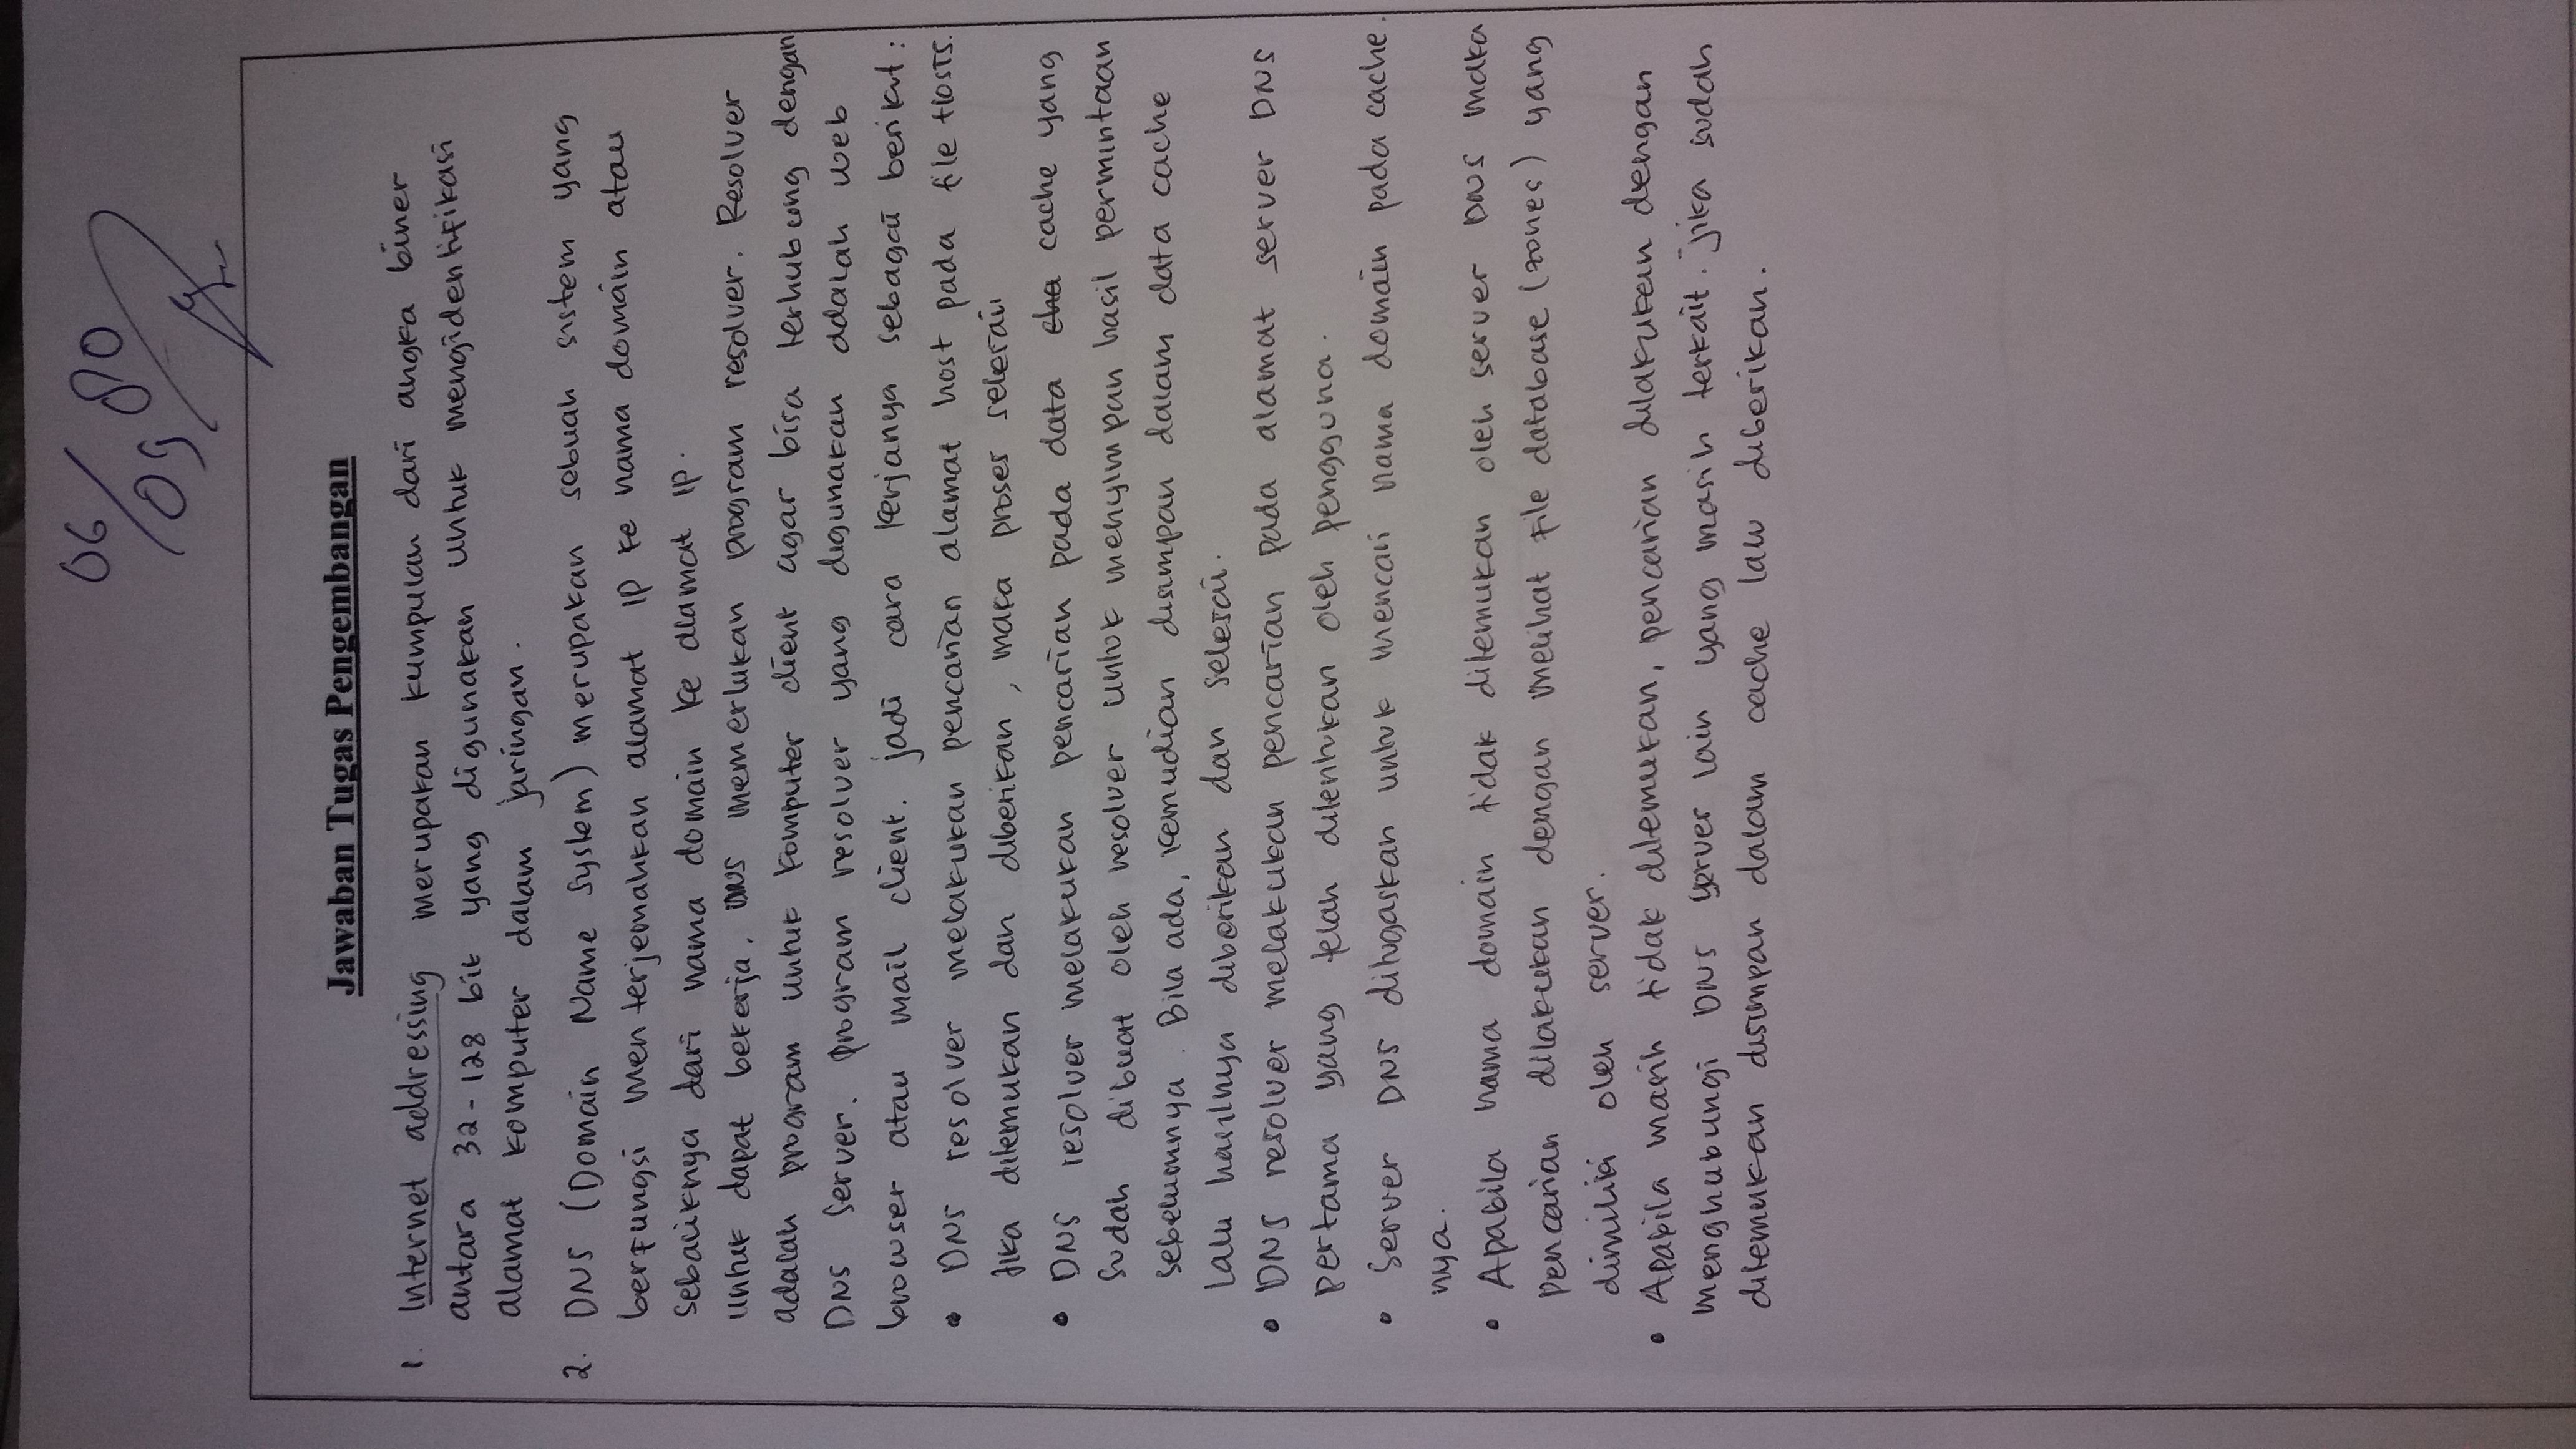 06/09 80
Jawaban Tugas Pengembangan
1. Internet addressing merupakan kumpulan dari angka biner
antara 32-128 bit yang digunakan untuk mengidentifikasi
alamat komputer dalam jaringan.
2. DNS (Domain Name System) merupakan sebuah sistem yang
berfungsi menterjemahkan alamat IP ke nama domain atau
sebaliknya dari nama domain ke alamat IP.
untuk dapat bekerja, DNS memerlukan program resolver. Resolver
adalah program untuk komputer client agar bisa terhubung dengan
DNS Server. program resolver yang digunakan adalah web
browser atau mail client. jadi cara kerjanya sebagai berikut :
• DNS resolver melakukan pencarian alamat host pada file HOSTS.
Jika ditemukan dan diberikan, maka proses selesai
• DNS resolver melakukan pencarian pada data cha cache yang
sudah dibuat oleh resolver untuk menyimpan hasil permintaan
sebelumnya. Bila ada, kemudian disimpan dalam data cache
lalu hasilnya diberikan dan selesai.
• DNS resolver melakukan pencarian pada alamat server DNS
pertama yang telah ditentukan oleh pengguna.
• Server DNS ditugaskan untuk mencari nama domain pada cache
nya.
• Apabila nama domain tidak ditemukan oleh server DNS maka
pencarian dilakukan dengan melihat file database (zones) yang
dimiliki oleh server.
• Apabila masih tidak ditemukan, pencarian dilakukan dengan
menghubungi DNS server lain yang masih terkait. jika sudah
ditemukan disimpan dalam cache lalu diberikan.